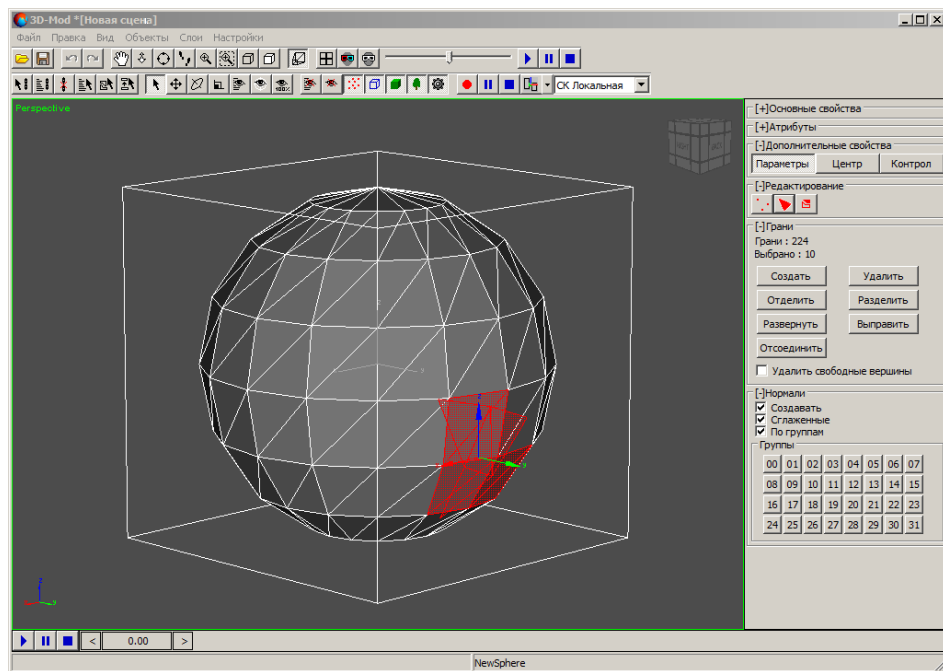 3D-Mod *[Новая сцена]
Файл Правка Вид Объекты Слои Настройки
СК Локальная
Perspective
[+]Основные свойства
[+]Атрибуты
[-]Дополнительные свойства
Параметры Центр Контрол
[-]Редактирование
[-]Грани
Грани : 224
Выбрано : 10
Создать Удалить
Отделить Разделить
Развернуть Выправить
Отсоединить
Удалить свободные вершины
[-]Нормали
Создавать
Сглаженные
По группам
Группы
00 01 02 03 04 05 06 07
08 09 10 11 12 13 14 15
16 17 18 19 20 21 22 23
24 25 26 27 28 29 30 31
z
y
z
y
< 0.00 >
NewSphere